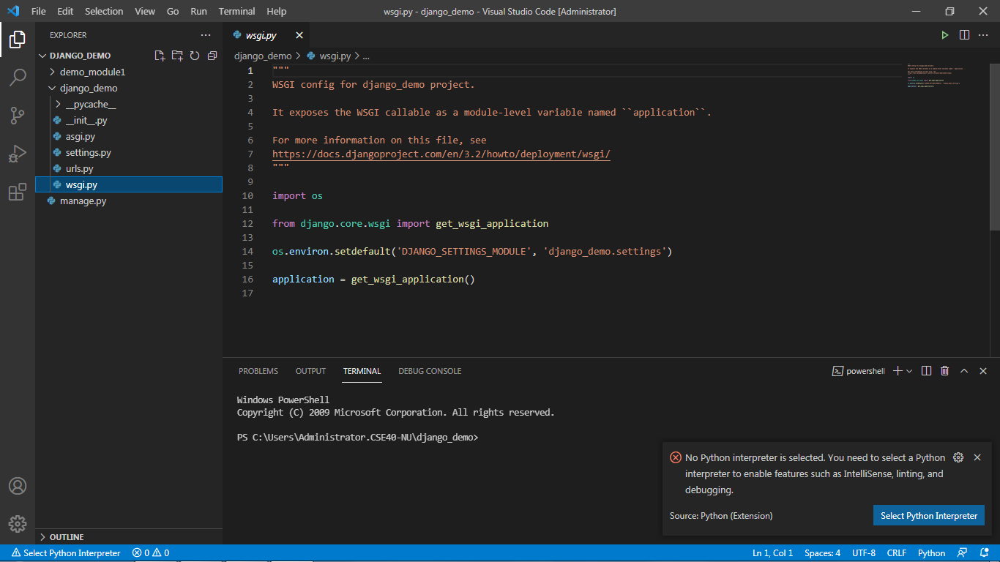 File Edit Selection View Go Run Terminal Help
wsgi.py - django_demo - Visual Studio Code [Administrator]
EXPLORER
DJANGO_DEMO
demo_module1
django_demo
__pycache__
__init__.py
asgi.py
settings.py
urls.py
wsgi.py
manage.py
OUTLINE
wsgi.py
django_demo > wsgi.py > ...
1 """
2 WSGI config for django_demo project.
3
4 It exposes the WSGI callable as a module-level variable named ``application``.
5
6 For more information on this file, see
7 https://docs.djangoproject.com/en/3.2/howto/deployment/wsgi/
8 """
9
10 import os
11
12 from django.core.wsgi import get_wsgi_application
13
14 os.environ.setdefault('DJANGO_SETTINGS_MODULE', 'django_demo.settings')
15
16 application = get_wsgi_application()
17
PROBLEMS OUTPUT TERMINAL DEBUG CONSOLE
powershell
Windows PowerShell
Copyright (C) 2009 Microsoft Corporation. All rights reserved.
PS C:\Users\Administrator.CSE40-NU\django_demo>
No Python interpreter is selected. You need to select a Python
interpreter to enable features such as IntelliSense, linting, and
debugging.
Source: Python (Extension)
Select Python Interpreter
Select Python Interpreter 0 0
Ln 1, Col 1 Spaces: 4 UTF-8 CRLF Python